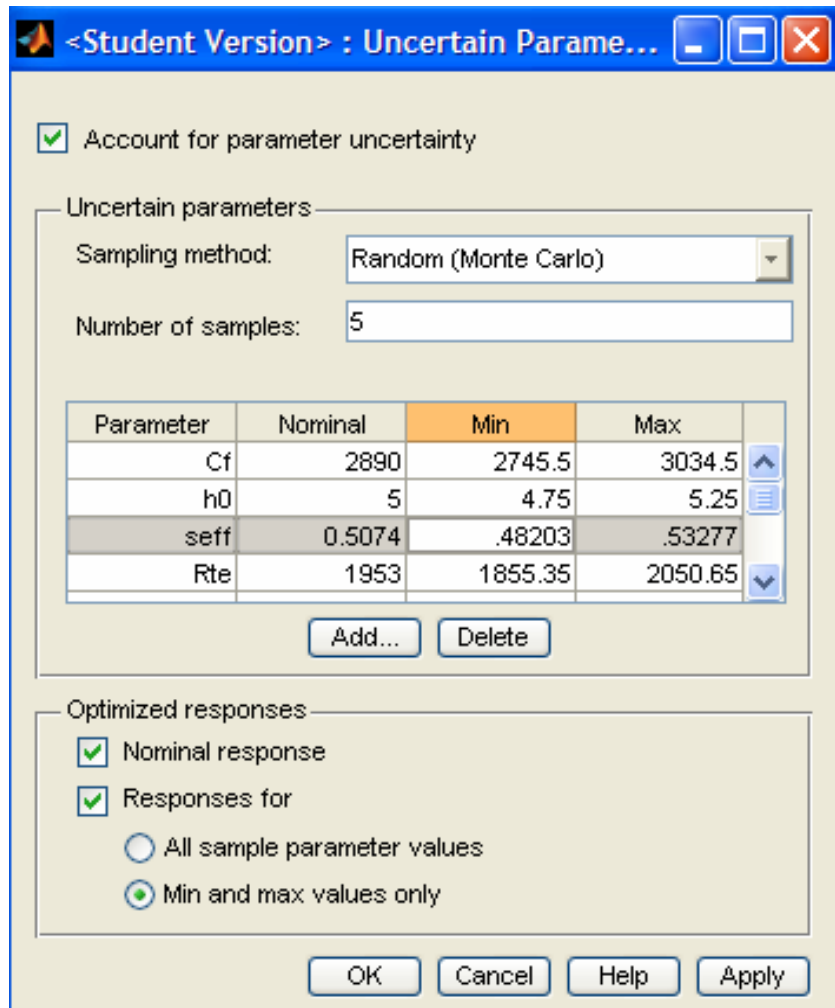 <Student Version> : Uncertain Parame...
Account for parameter uncertainty
Uncertain parameters
Sampling method: Random (Monte Carlo)
Number of samples: 5
Parameter Nominal Min Max
Cf 2890 2745.5 3034.5
h0 5 4.75 5.25
seff 0.5074 .48203 .53277
Rte 1953 1855.35 2050.65
Add... Delete
Optimized responses
Nominal response
Responses for
All sample parameter values
Min and max values only
OK Cancel Help Apply